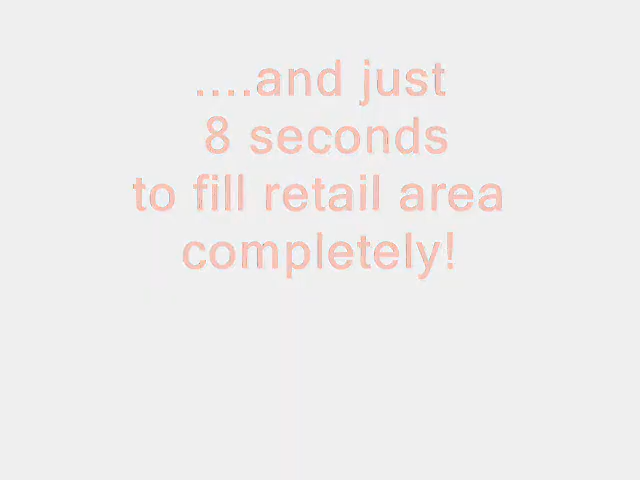 ....and just
8 seconds
to fill retail area
completely!